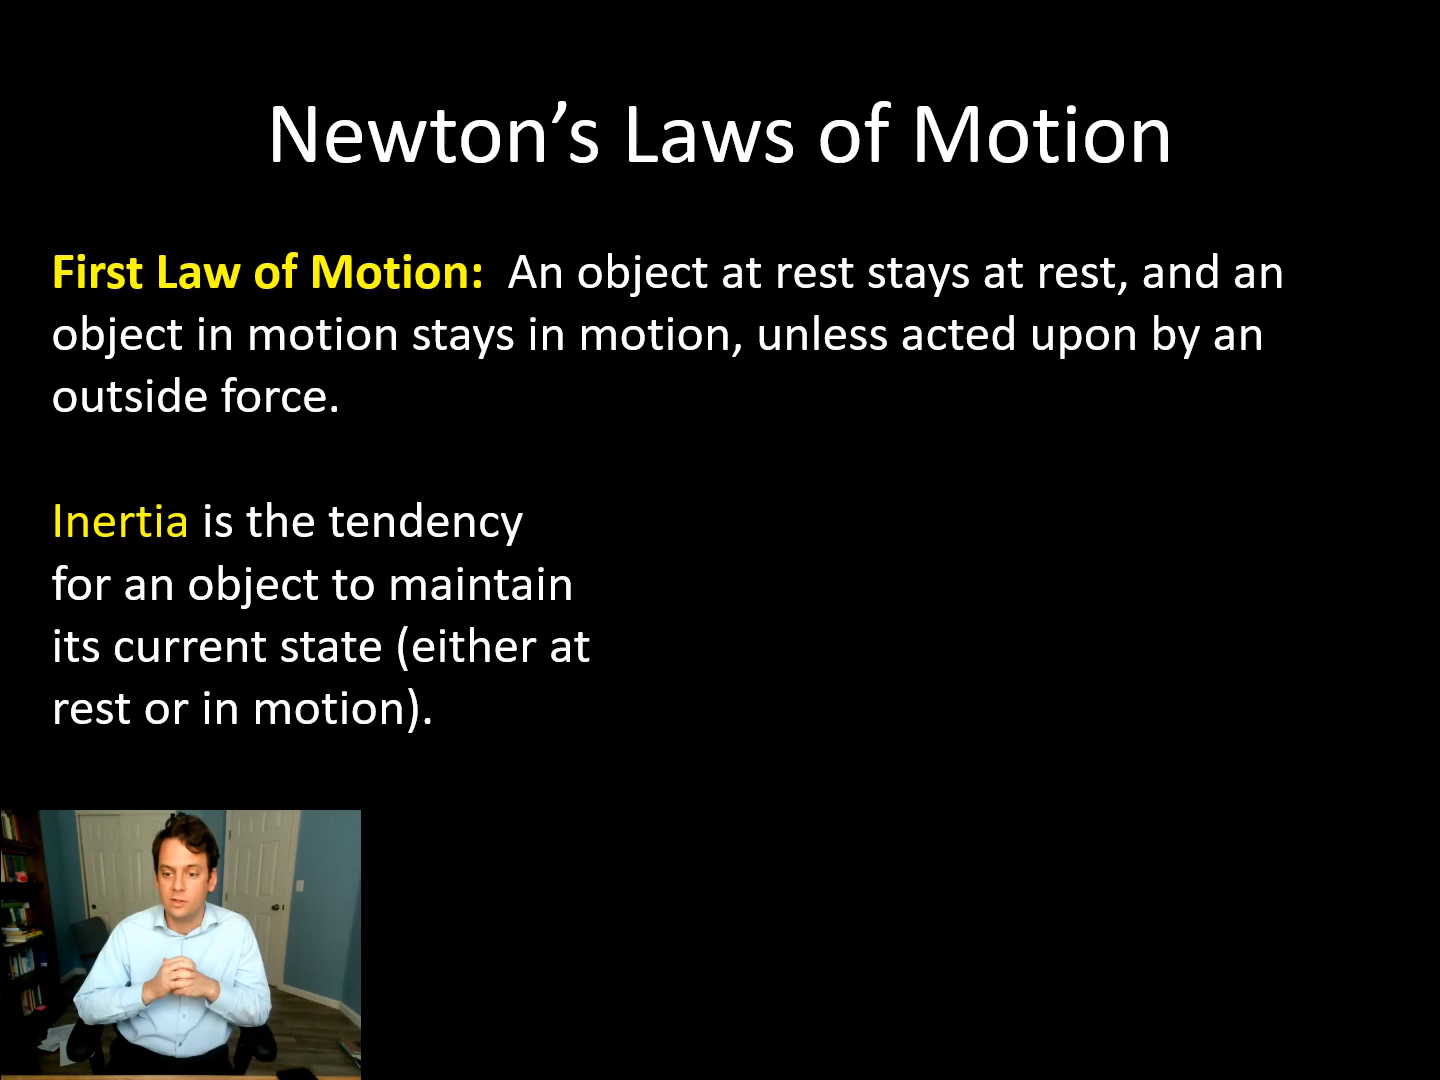 Newton’s Laws of Motion
First Law of Motion:  An object at rest stays at rest, and an
object in motion stays in motion, unless acted upon by an
outside force.
Inertia is the tendency
for an object to maintain
its current state (either at
rest or in motion).